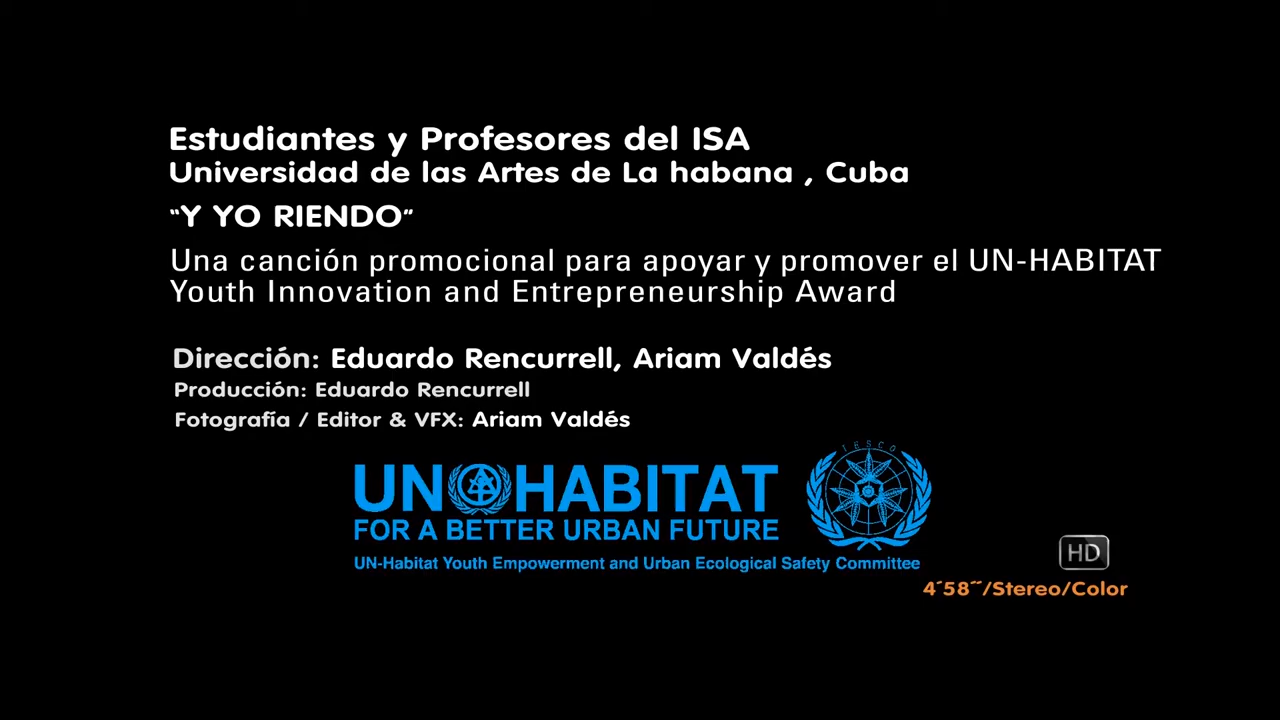 Estudiantes y Profesores del ISA
Universidad de las Artes de La habana , Cuba
“Y YO RIENDO”
Una canción promocional para apoyar y promover el UN-HABITAT
Youth Innovation and Entrepreneurship Award
Dirección: Eduardo Rencurrell, Ariam Valdés
Producción: Eduardo Rencurrell
Fotografía / Editor & VFX: Ariam Valdés
IHSCO
UN HABITAT
FOR A BETTER URBAN FUTURE
UN-Habitat Youth Empowerment and Urban Ecological Safety Committee
HD
4´58´´/Stereo/Color